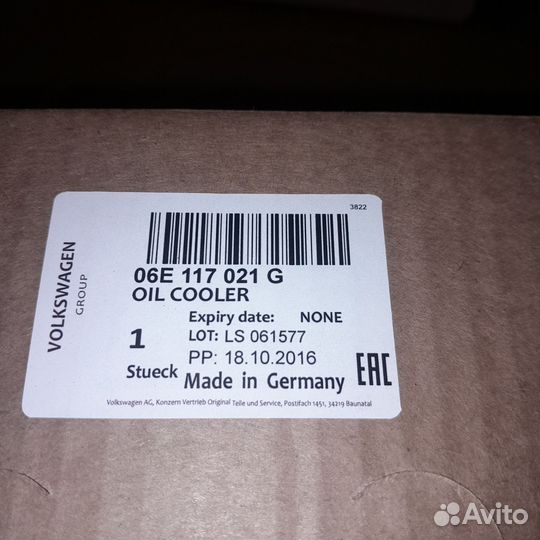 3822
VOLKSWAGEN
GROUP
06E 117 021 G
OIL COOLER
Expiry date: NONE
1 LOT: LS 061577
PP: 18.10.2016
Stueck Made in Germany EAC
Volkswagen AG, Konzern Vertrieb Original Teile und Service, Postifach 1451, 34219 Baunatal
Avito